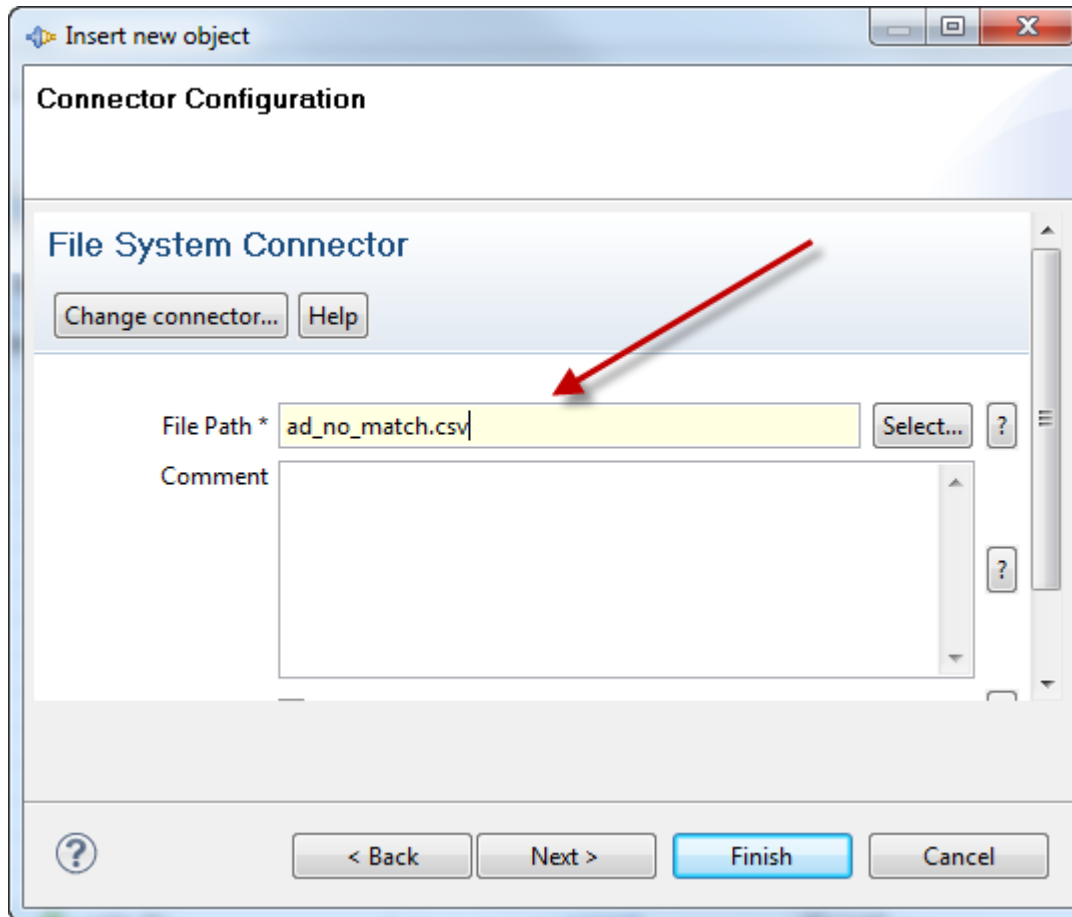 Insert new object
Connector Configuration
File System Connector
Change connector... Help
File Path * ad_no_match.csv Select... ?
Comment
?
? < Back Next > Finish Cancel